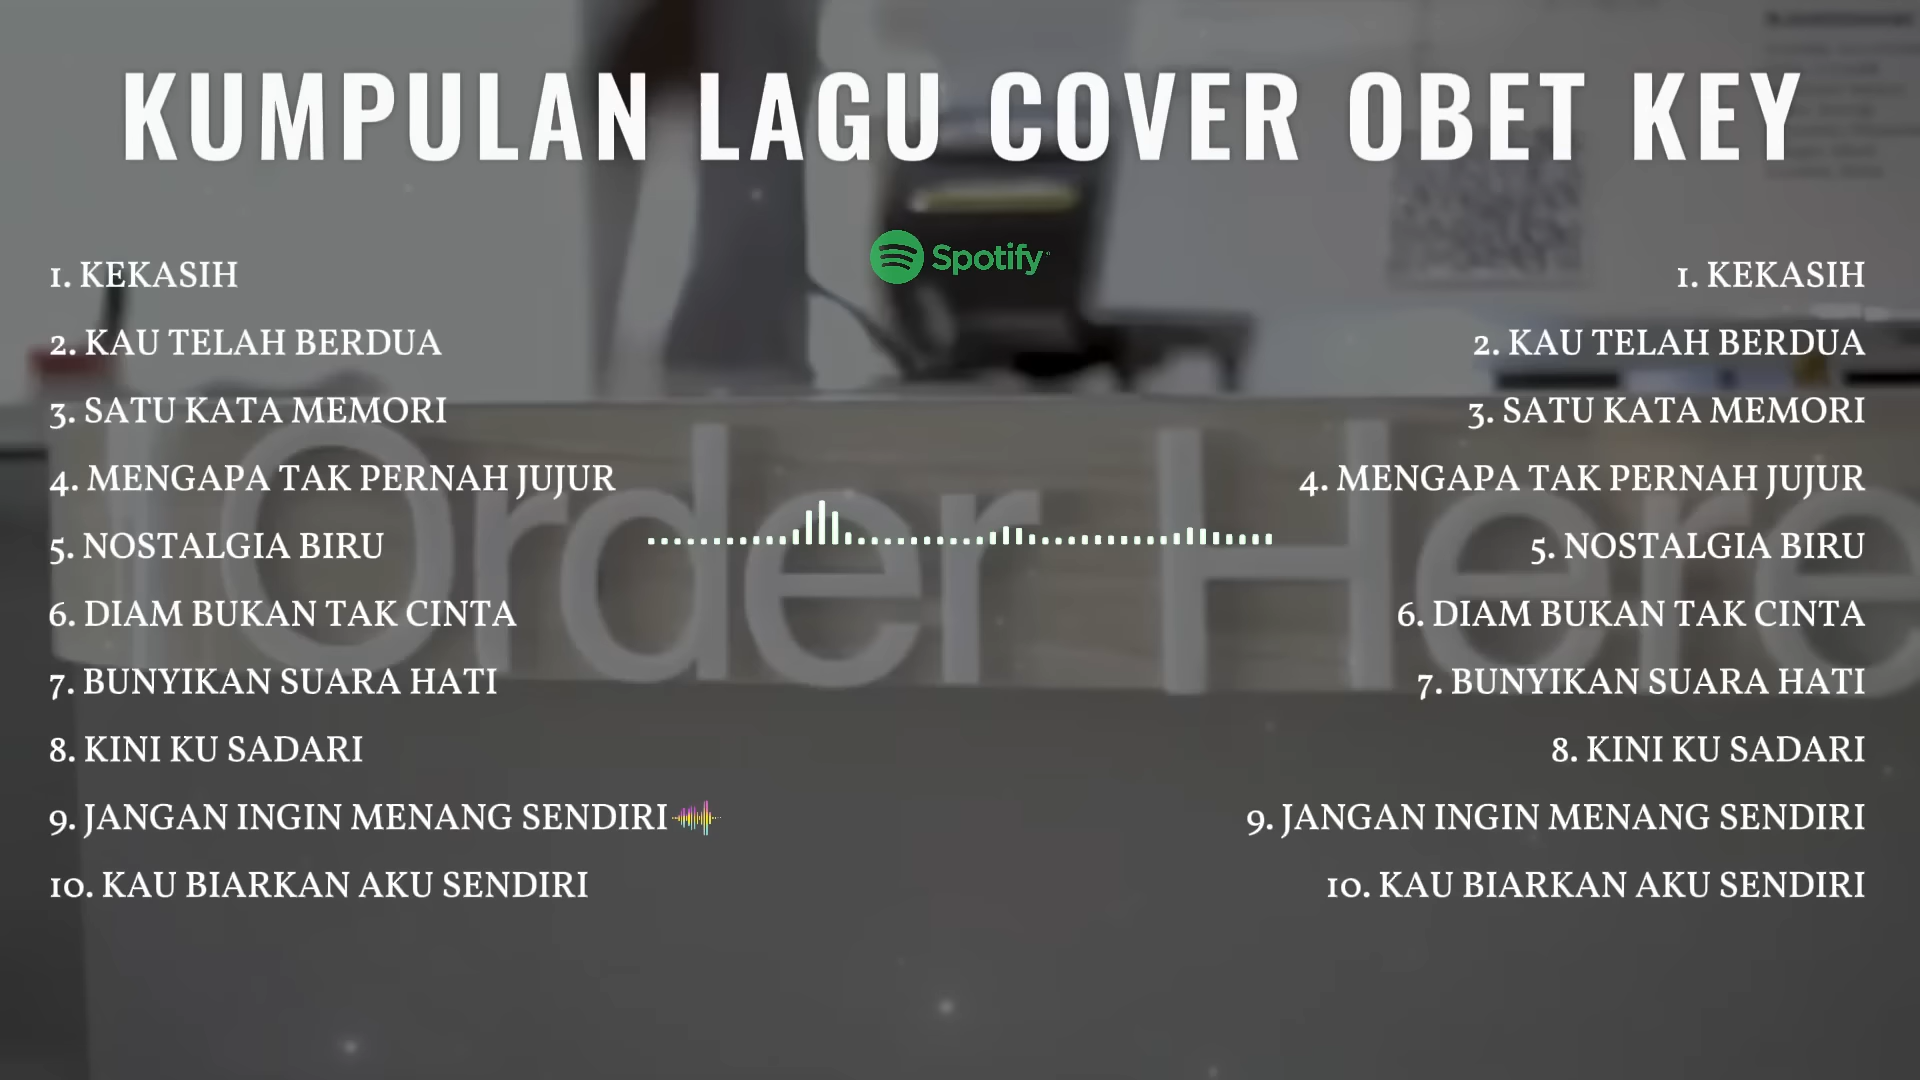 KUMPULAN LAGU COVER OBET KEY
Spotify
1. KEKASIH
2. KAU TELAH BERDUA
3. SATU KATA MEMORI
4. MENGAPA TAK PERNAH JUJUR
5. NOSTALGIA BIRU
6. DIAM BUKAN TAK CINTA
7. BUNYIKAN SUARA HATI
8. KINI KU SADARI
9. JANGAN INGIN MENANG SENDIRI
10. KAU BIARKAN AKU SENDIRI
1. KEKASIH
2. KAU TELAH BERDUA
3. SATU KATA MEMORI
4. MENGAPA TAK PERNAH JUJUR
5. NOSTALGIA BIRU
6. DIAM BUKAN TAK CINTA
7. BUNYIKAN SUARA HATI
8. KINI KU SADARI
9. JANGAN INGIN MENANG SENDIRI
10. KAU BIARKAN AKU SENDIRI
Order Here